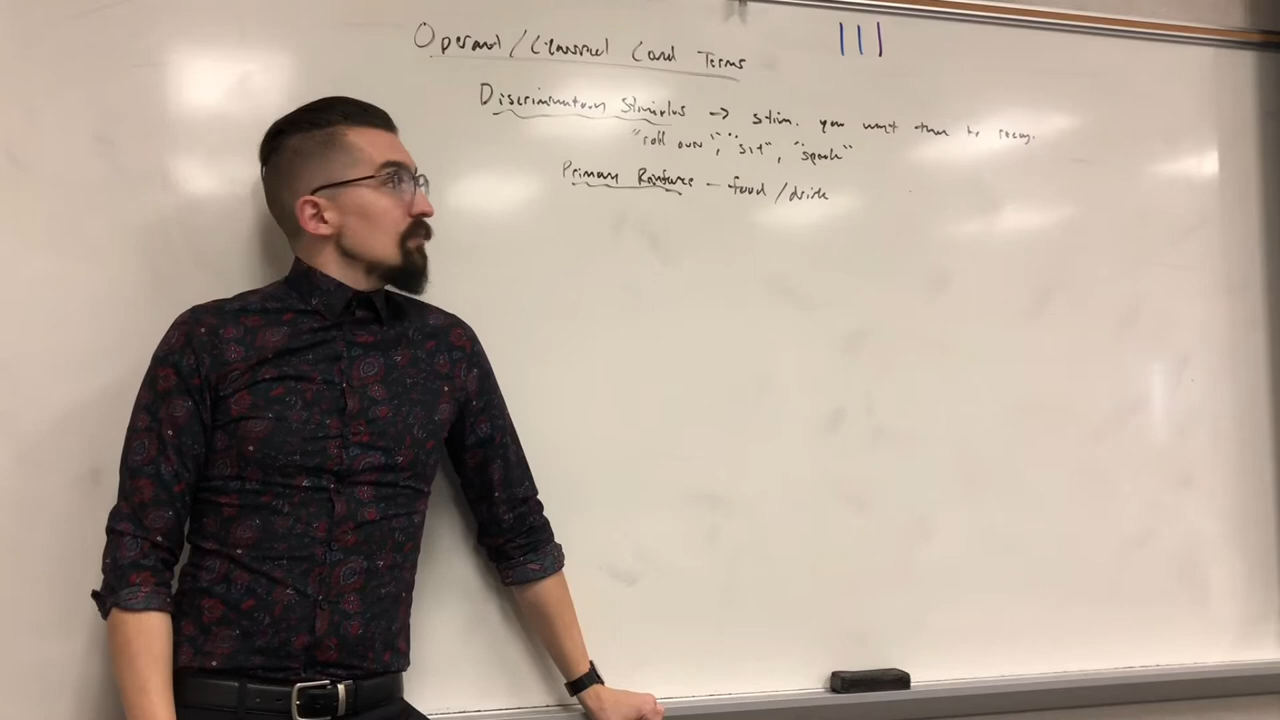 Operant/Classical Cond Terms
|||
Discrimination Stimulus → stim. you want them to recog.
"roll over", "sit", "speak"
Primary Reinforce – food/drink